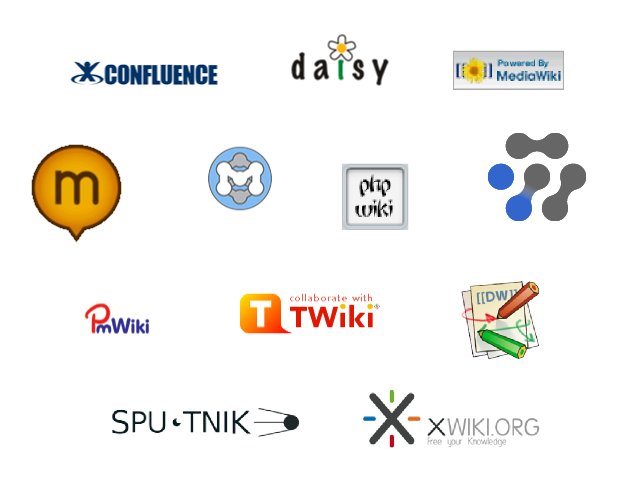 CONFLUENCE
daisy
Powered By
MediaWiki
m
M
php
wiki
PmWiki
T
collaborate with
TWiki®
[[DW]]
SPUTNIK
XWIKI.ORG
Free your Knowledge